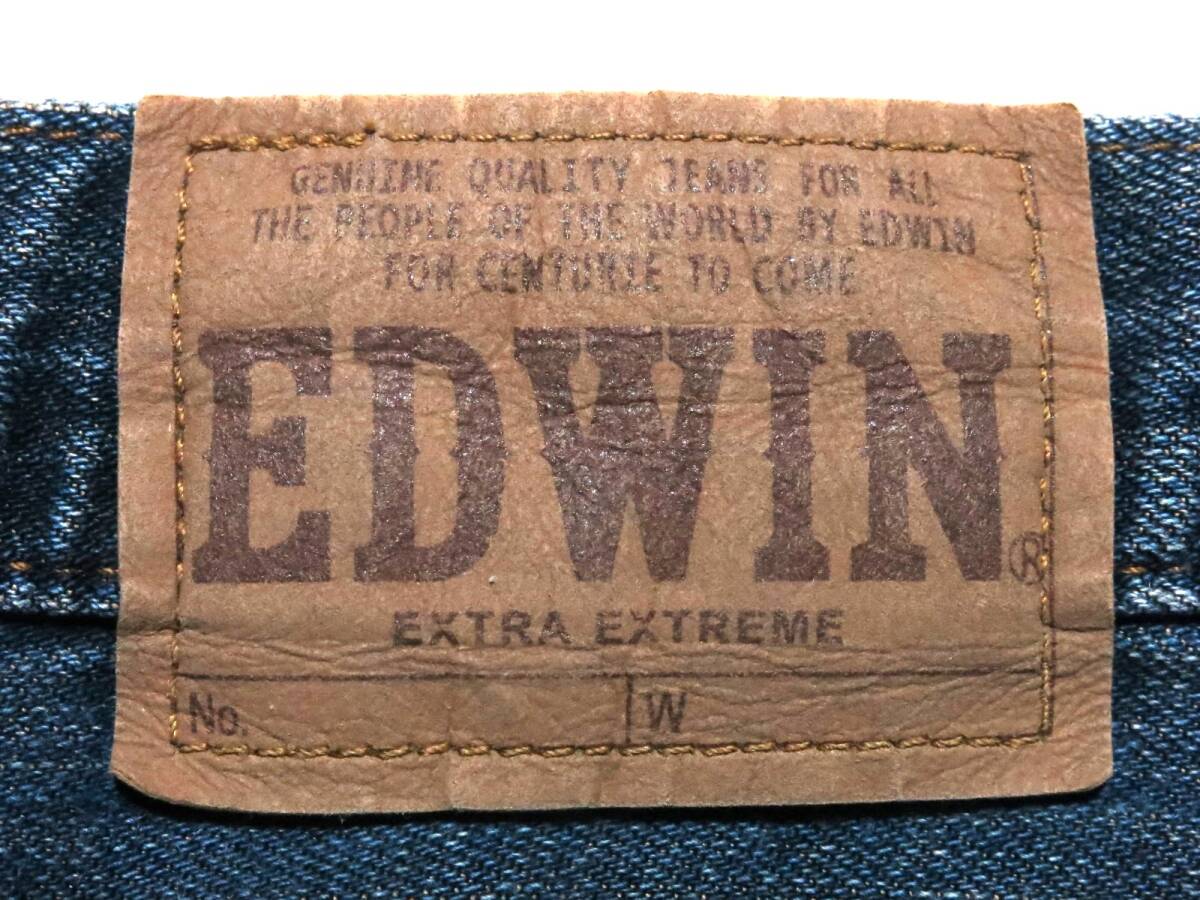 GENUINE QUALITY JEANS FOR ALL
THE PEOPLE OF THE WORLD BY EDWIN
FOR CENTURIE TO COME
EDWIN®
EXTRA EXTREME
No. W